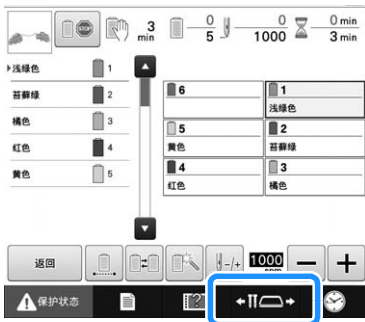 3 min
0
5
0
1000
0 min
3 min
浅绿色 1
苔藓绿 2
橘色 3
红色 4
黄色 5
6
1 浅绿色
5 黄色
2 苔藓绿
4 红色
3 橘色
返回
-/+
1000
spm
− +
保护状态
?